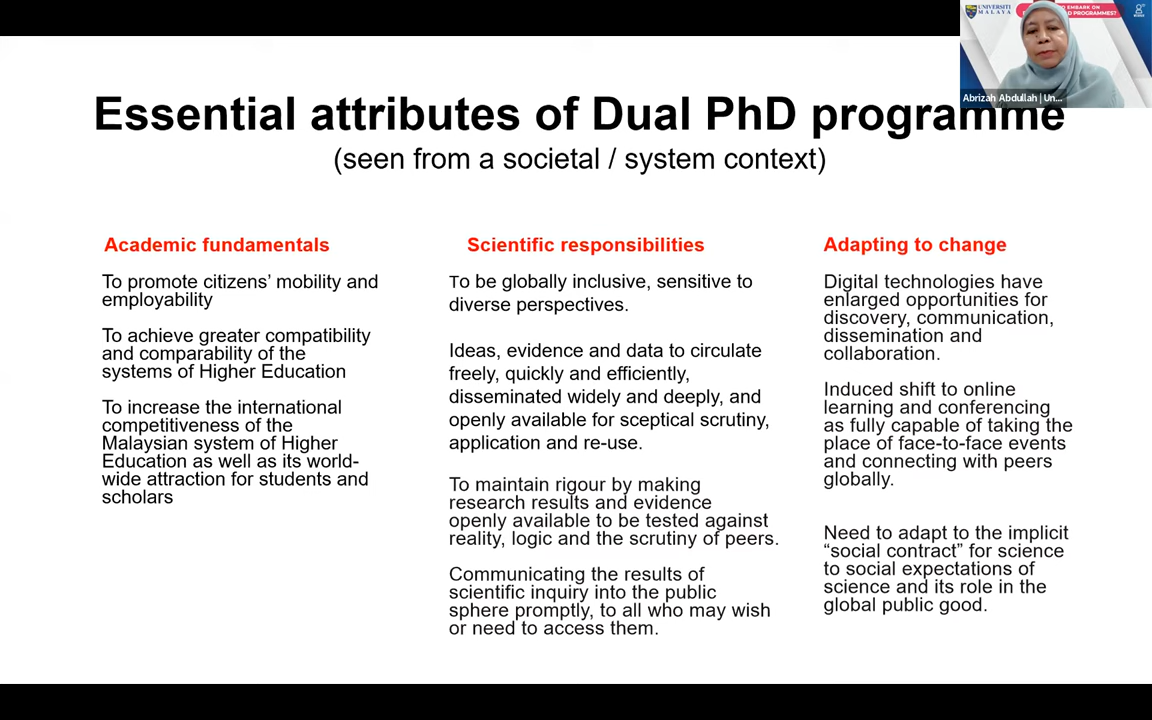 UNIVERSITI
MALAYA
EMBARK ON
D PROGRAMMES?
Abrizah Abdullah | Un...
Essential attributes of Dual PhD programme
(seen from a societal / system context)
Academic fundamentals
To promote citizens’ mobility and
employability
To achieve greater compatibility
and comparability of the
systems of Higher Education
To increase the international
competitiveness of the
Malaysian system of Higher
Education as well as its world-
wide attraction for students and
scholars
Scientific responsibilities
To be globally inclusive, sensitive to
diverse perspectives.
Ideas, evidence and data to circulate
freely, quickly and efficiently,
disseminated widely and deeply, and
openly available for sceptical scrutiny,
application and re-use.
To maintain rigour by making
research results and evidence
openly available to be tested against
reality, logic and the scrutiny of peers.
Communicating the results of
scientific inquiry into the public
sphere promptly, to all who may wish
or need to access them.
Adapting to change
Digital technologies have
enlarged opportunities for
discovery, communication,
dissemination and
collaboration.
Induced shift to online
learning and conferencing
as fully capable of taking the
place of face-to-face events
and connecting with peers
globally.
Need to adapt to the implicit
“social contract” for science
to social expectations of
science and its role in the
global public good.